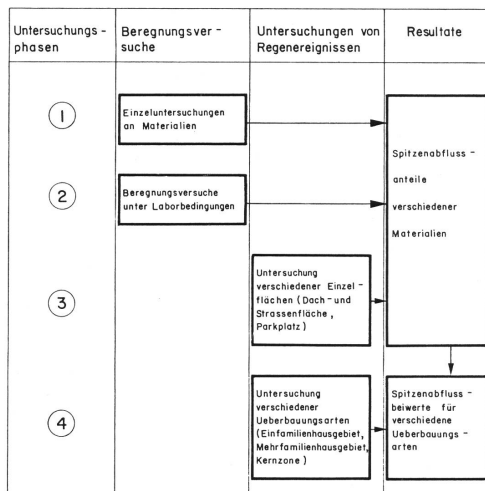 Untersuchungs-
phasen
Beregnungsver-
suche
Untersuchungen von
Regenereignissen
Resultate
1
Einzeluntersuchungen
an Materialien
2
Beregnungsversuche
unter Laborbedingungen
Spitzenabfluss-
anteile
verschiedener
Materialien
3
Untersuchung
verschiedener Einzel-
flächen (Dach- und
Strassenfläche,
Parkplatz)
4
Untersuchung
verschiedener
Ueberbauungsarten
(Einfamilienhausgebiet,
Mehrfamilienhausgebiet,
Kernzone)
Spitzenabfluss-
beiwerte für
verschiedene
Ueberbauungs-
arten